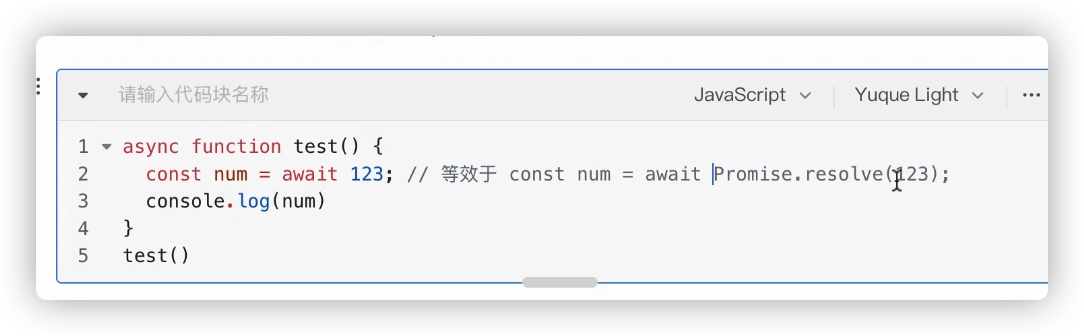 请输入代码块名称 JavaScript Yuque Light
1 async function test() {
2 const num = await 123; // 等效于 const num = await Promise.resolve(123);
3 console.log(num)
4 }
5 test()